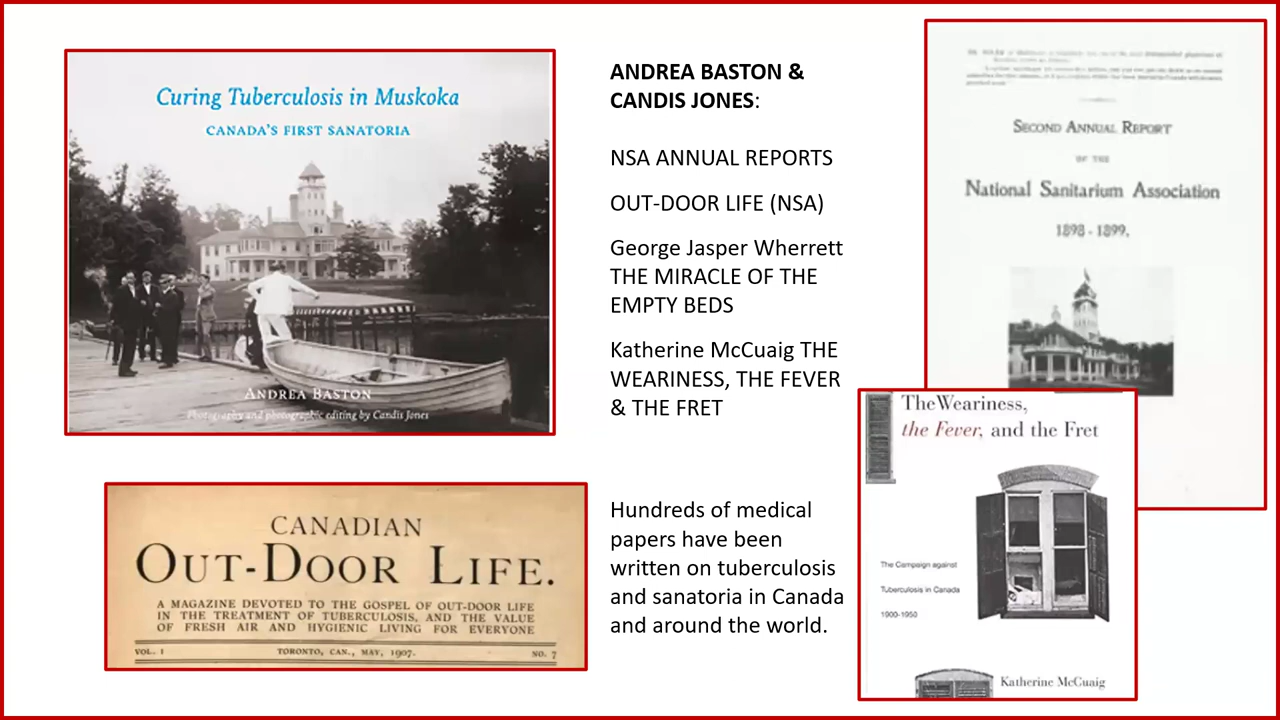 Curing Tuberculosis in Muskoka
CANADA'S FIRST SANATORIA
ANDREA BASTON
Photography and photographic editing by Candis Jones
CANADIAN
OUT-DOOR LIFE.
A MAGAZINE DEVOTED TO THE GOSPEL OF OUT-DOOR LIFE
IN THE TREATMENT OF TUBERCULOSIS, AND THE VALUE
OF FRESH AIR AND HYGIENIC LIVING FOR EVERYONE
VOL. I TORONTO, CAN., MAY, 1907. NO. 7
ANDREA BASTON &
CANDIS JONES:
NSA ANNUAL REPORTS
OUT-DOOR LIFE (NSA)
George Jasper Wherrett
THE MIRACLE OF THE
EMPTY BEDS
Katherine McCuaig THE
WEARINESS, THE FEVER
& THE FRET
Hundreds of medical
papers have been
written on tuberculosis
and sanatoria in Canada
and around the world.
SECOND ANNUAL REPORT
OF THE
National Sanitarium Association
1898-1899.
The Weariness,
the Fever, and the Fret
The Campaign against
Tuberculosis in Canada
1900-1950
Katherine McCuaig